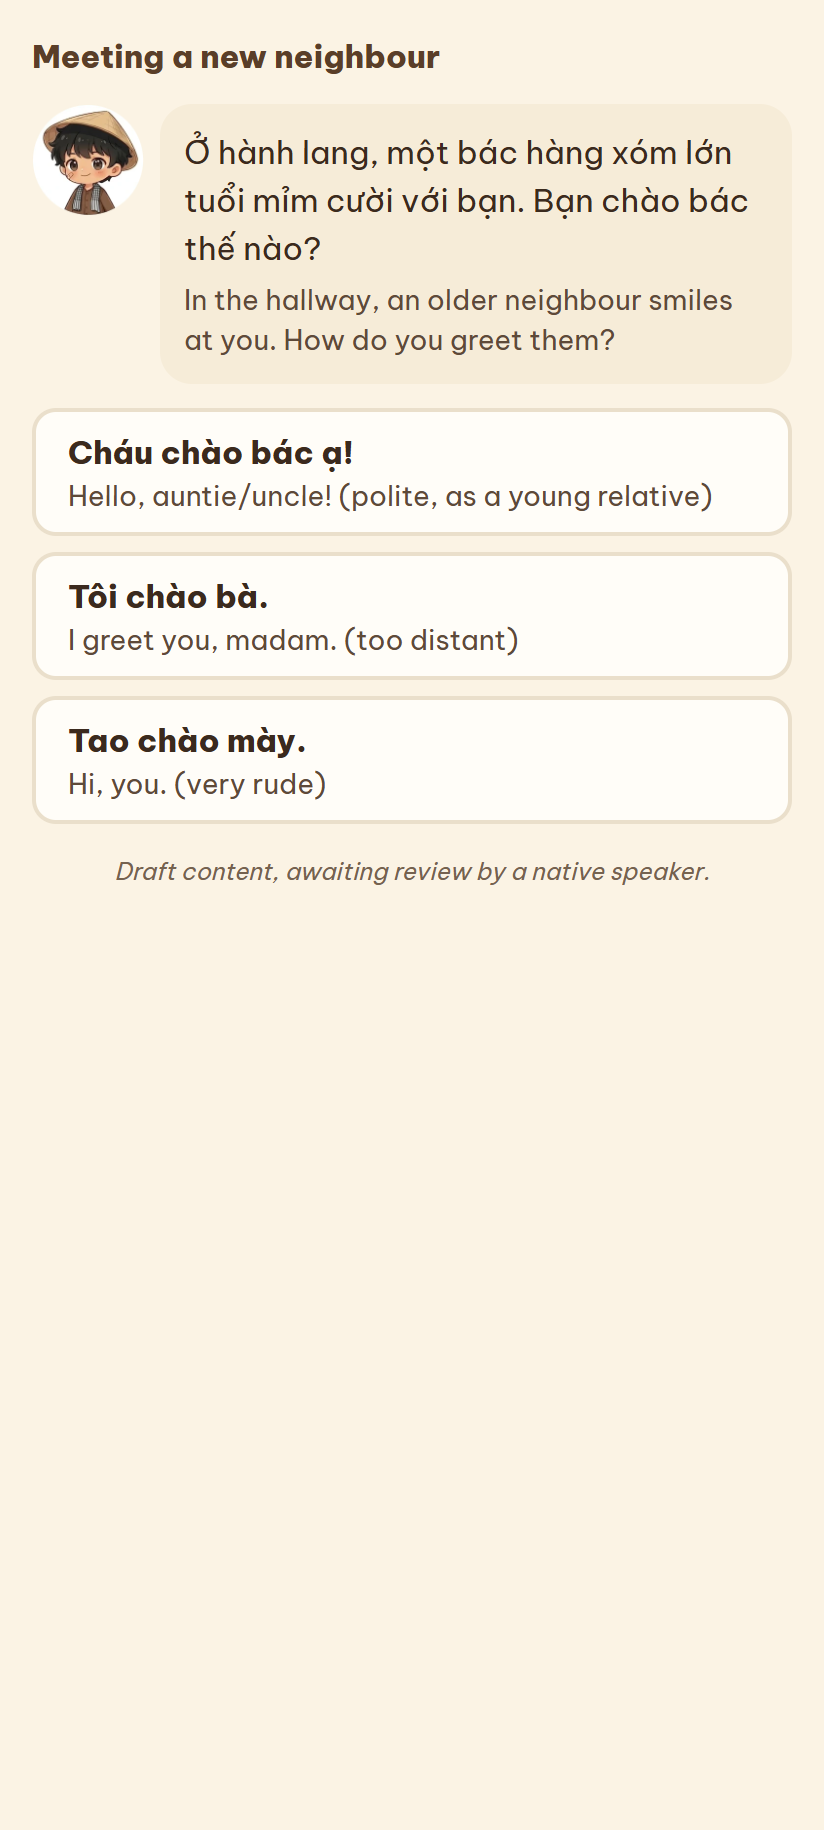 Meeting a new neighbour
Ở hành lang, một bác hàng xóm lớn
tuổi mỉm cười với bạn. Bạn chào bác
thế nào?
In the hallway, an older neighbour smiles
at you. How do you greet them?
Cháu chào bác ạ!
Hello, auntie/uncle! (polite, as a young relative)
Tôi chào bà.
I greet you, madam. (too distant)
Tao chào mày.
Hi, you. (very rude)
Draft content, awaiting review by a native speaker.